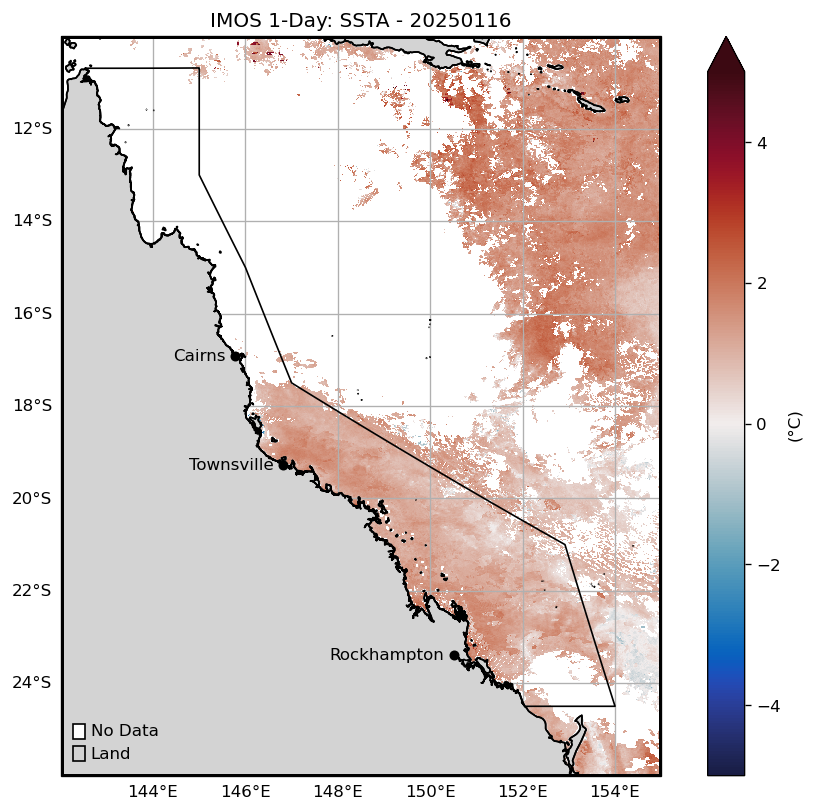 IMOS 1-Day: SSTA - 20250116
12°S
14°S
16°S
18°S
20°S
22°S
24°S
Cairns
Townsville
Rockhampton
No Data
Land
144°E 146°E 148°E 150°E 152°E 154°E
4
2
0
−2
−4
(°C)